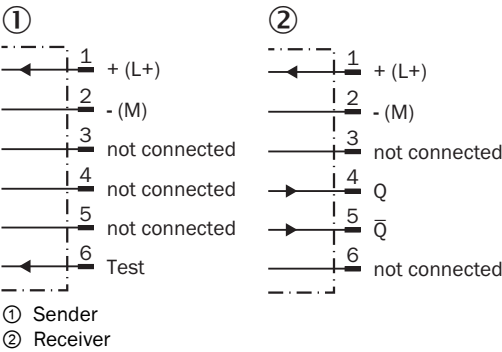 ①
1 + (L+)
2 - (M)
3 not connected
4 not connected
5 not connected
6 Test
②
1 + (L+)
2 - (M)
3 not connected
4 Q
5 Q̅
6 not connected
① Sender
② Receiver